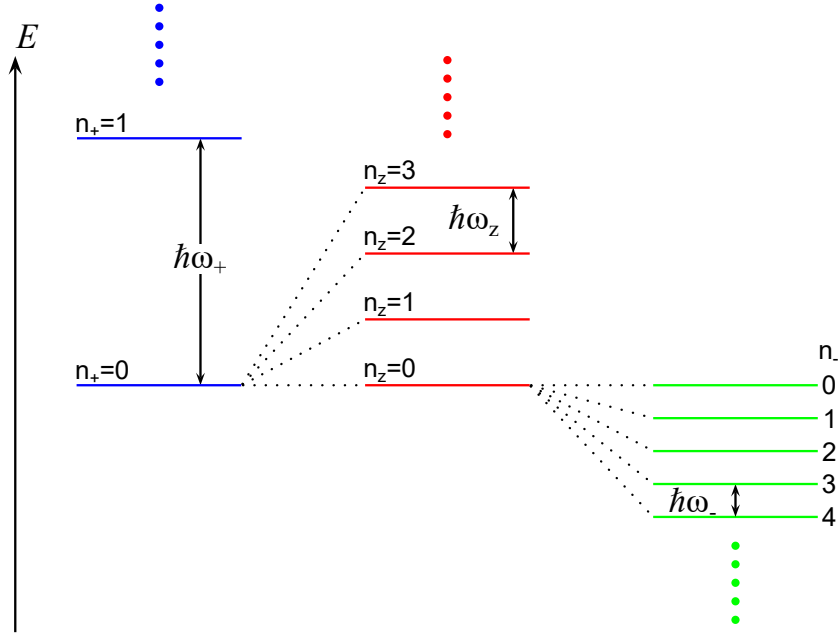 E
n₊=1
n_z=3
ħω_z
n_z=2
ħω₊
n_z=1
n₋
n₊=0
n_z=0
0
1
2
3
ħω₋
4